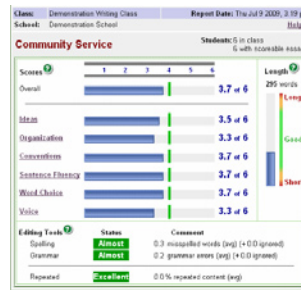 Class: Demonstration Writing Class Report Date: Thu Jul 9 2009, 3:19 p
School: Demonstration School Help
Community Service Students: 6 in class
6 with scoreable essay
Scores 1 2 3 4 5 6 Length
Overall 3.7 of 6 295 words
Long
Ideas 3.5 of 6
Organization 3.3 of 6
Conventions 3.7 of 6 Good
Sentence Fluency 3.7 of 6
Word Choice 3.7 of 6
Voice 3.3 of 6 Short
Editing Tools Status Comment
Spelling Almost 0.3 misspelled words (avg) (+0.0 ignored)
Grammar Almost 0.2 grammar errors (avg) (+0.0 ignored)
Repeated Excellent 0.0 % repeated content (avg)